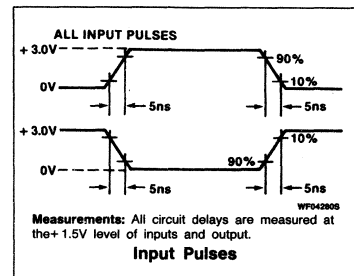 ALL INPUT PULSES
+ 3.0V
90%
10%
0V
5ns
5ns
+ 3.0V
10%
90%
0V
5ns
5ns
WF04280S
Measurements: All circuit delays are measured at
the+ 1.5V level of inputs and output.
Input Pulses